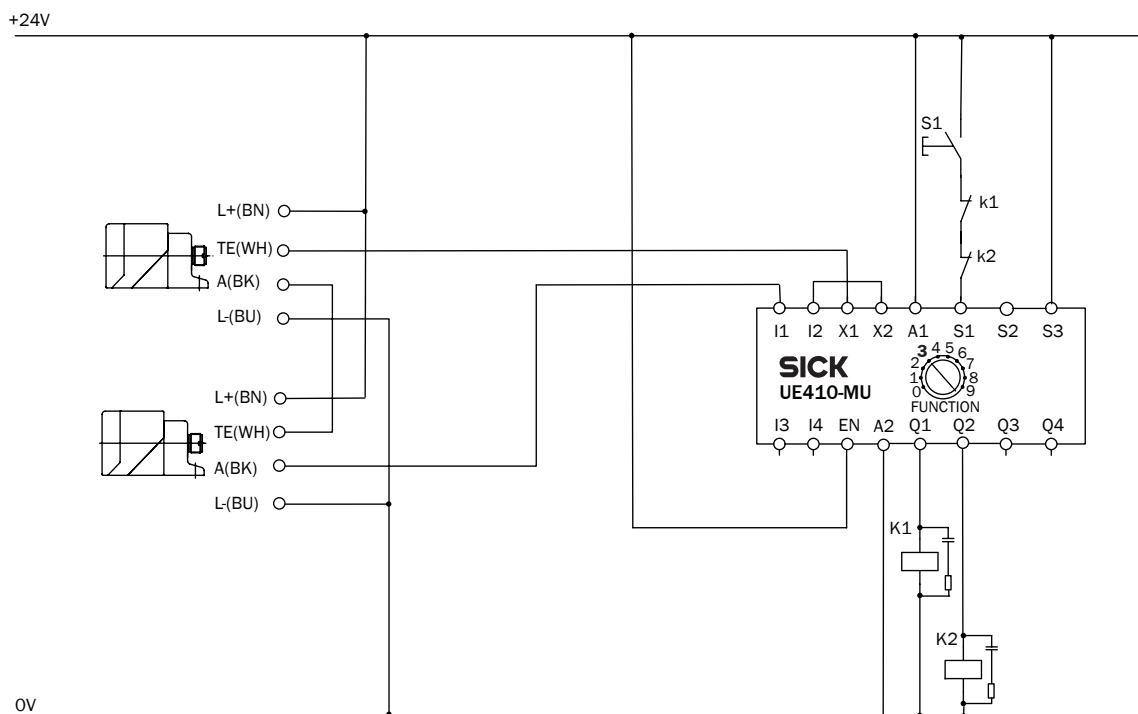 +24V
S1
k1
k2
L+(BN)
TE(WH)
A(BK)
L-(BU)
L+(BN)
TE(WH)
A(BK)
L-(BU)
I1 I2 X1 X2 A1 S1 S2 S3
SICK
UE410-MU
0 1 2 3 4 5 6 7 8 9
FUNCTION
I3 I4 EN A2 Q1 Q2 Q3 Q4
K1
K2
0V